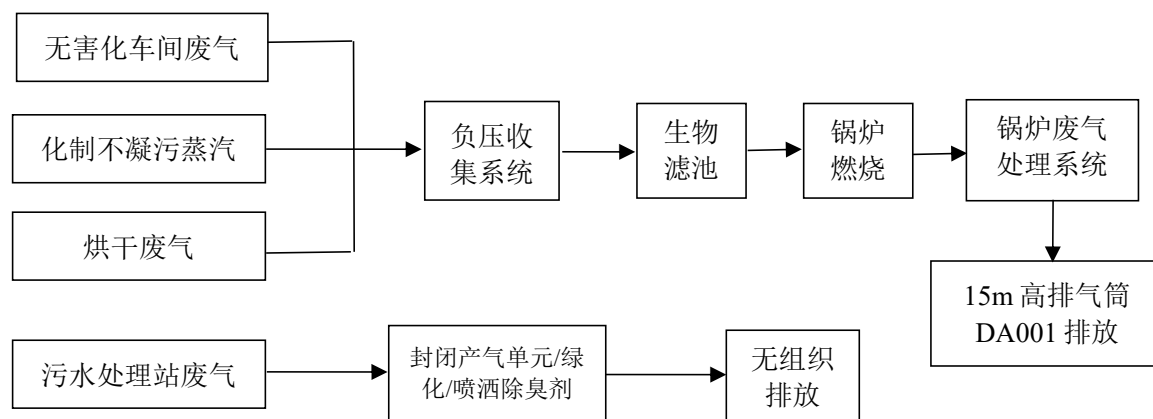 无害化车间废气
化制不凝污蒸汽
烘干废气
负压收
集系统
生物
滤池
锅炉
燃烧
锅炉废气
处理系统
15m 高排气筒
DA001 排放
污水处理站废气
封闭产气单元/绿
化/喷洒除臭剂
无组织
排放